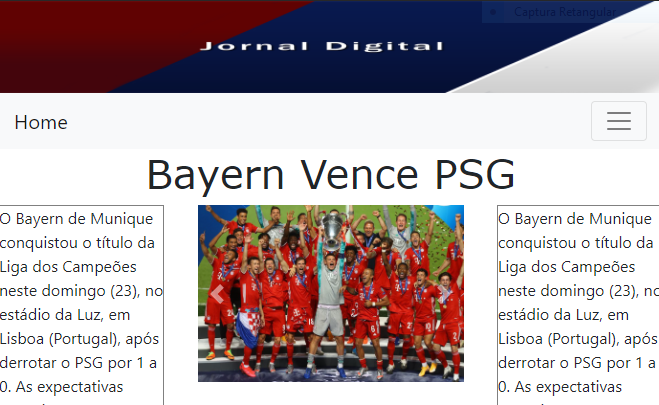 Captura Retangular
Jornal Digital
Home
Bayern Vence PSG
O Bayern de Munique
conquistou o título da
Liga dos Campeões
neste domingo (23), no
estádio da Luz, em
Lisboa (Portugal), após
derrotar o PSG por 1 a
0. As expectativas
O Bayern de Munique
conquistou o título da
Liga dos Campeões
neste domingo (23), no
estádio da Luz, em
Lisboa (Portugal), após
derrotar o PSG por 1 a
0. As expectativas